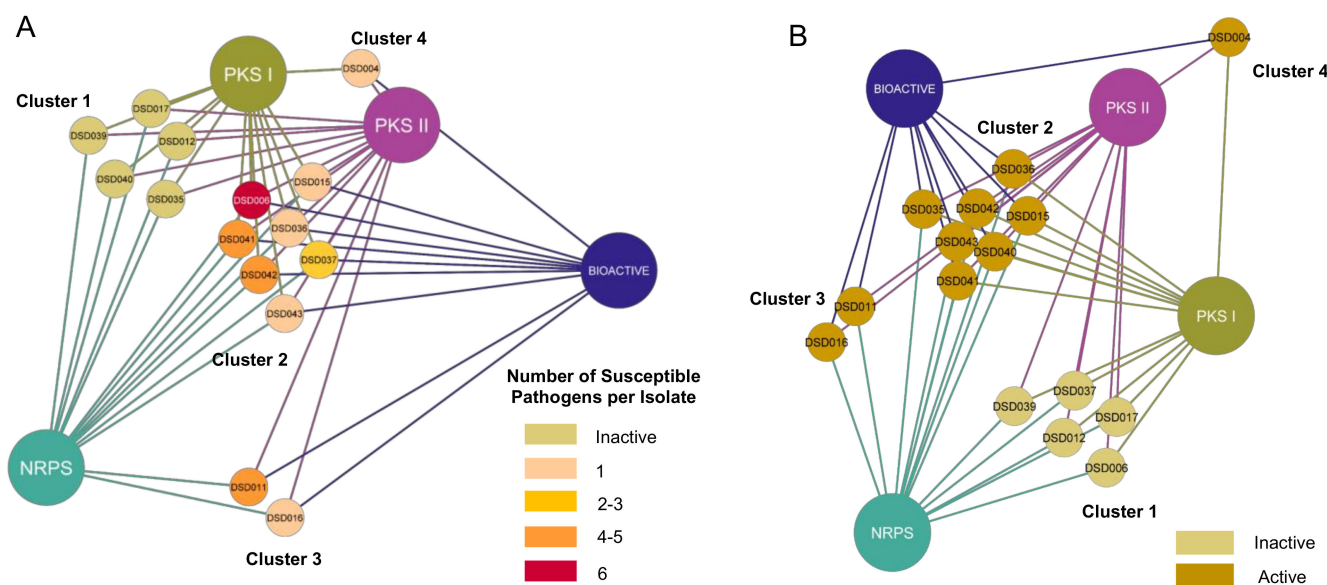 A
Cluster 4
PKS I
DSD004
Cluster 1
DSD017
PKS II
DSD039
DSD012
DSD040
DSD015
DSD035
DSD006
DSD036
DSD041
DSD037
BIOACTIVE
DSD042
DSD043
Cluster 2
Number of Susceptible
Pathogens per Isolate
Inactive
1
2-3
4-5
6
NRPS
DSD011
DSD016
Cluster 3
B
DSD004
Cluster 4
BIOACTIVE
PKS II
Cluster 2
DSD036
DSD035
DSD042
DSD015
DSD043
DSD040
DSD041
Cluster 3
DSD011
DSD016
PKS I
DSD037
DSD039
DSD017
DSD012
DSD006
Cluster 1
NRPS
Inactive
Active